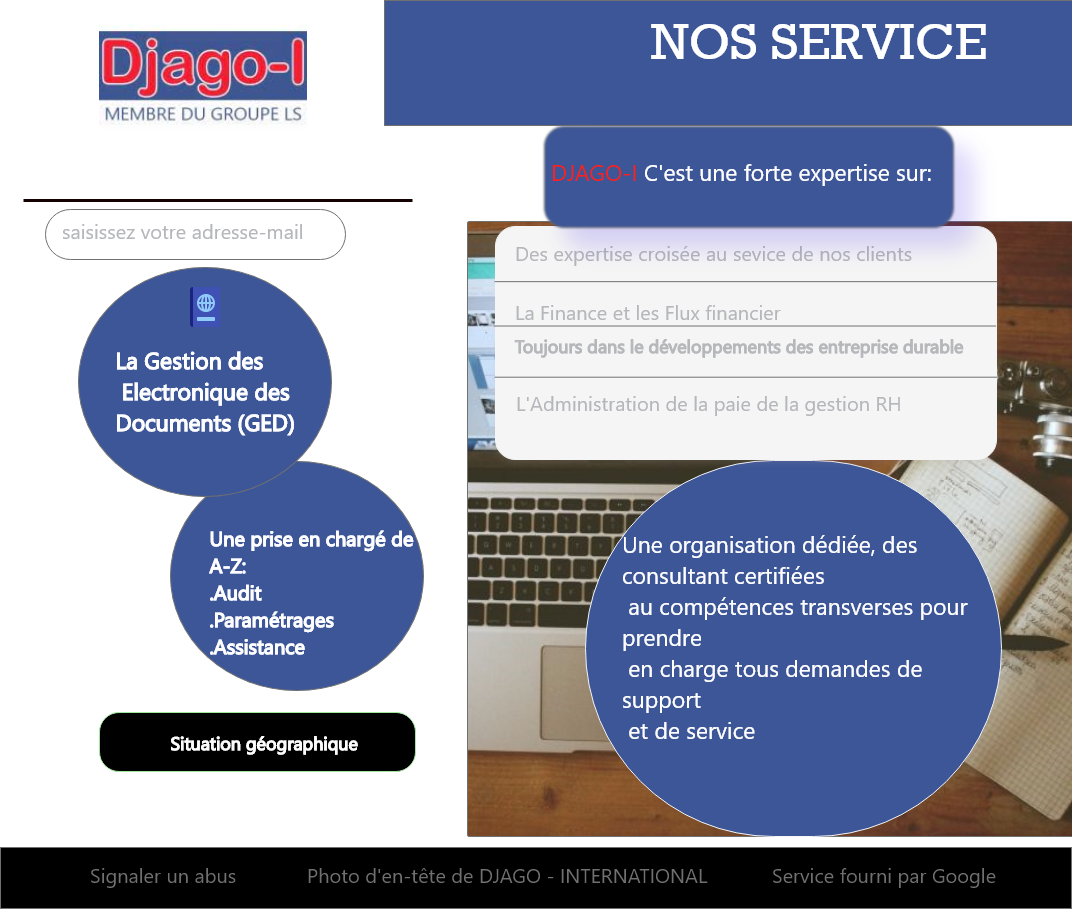 Djago-I
MEMBRE DU GROUPE LS
NOS SERVICE
DJAGO-I C'est une forte expertise sur:
saisissez votre adresse-mail
Des expertise croisée au sevice de nos clients
La Finance et les Flux financier
Toujours dans le développements des entreprise durable
L'Administration de la paie de la gestion RH
La Gestion des
Electronique des
Documents (GED)
Une prise en chargé de
A-Z:
.Audit
.Paramétrages
.Assistance
Une organisation dédiée, des
consultant certifiées
au compétences transverses pour
prendre
en charge tous demandes de
support
et de service
Situation géographique
Signaler un abus
Photo d'en-tête de DJAGO - INTERNATIONAL
Service fourni par Google